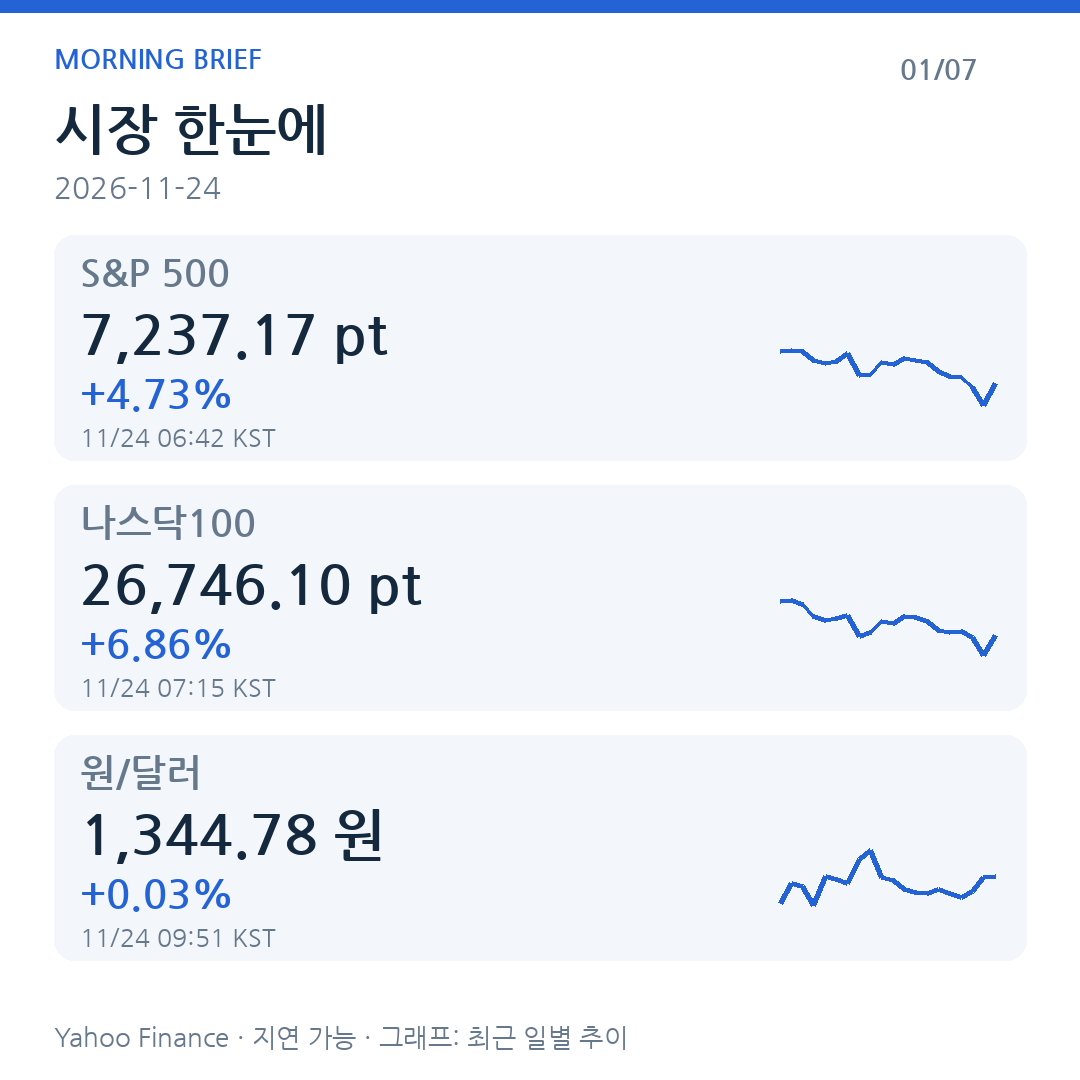 MORNING BRIEF
01/07
시장 한눈에
2026-11-24
S&P 500
7,237.17 pt
+4.73%
11/24 06:42 KST
나스닥100
26,746.10 pt
+6.86%
11/24 07:15 KST
원/달러
1,344.78 원
+0.03%
11/24 09:51 KST
Yahoo Finance · 지연 가능 · 그래프: 최근 일별 추이